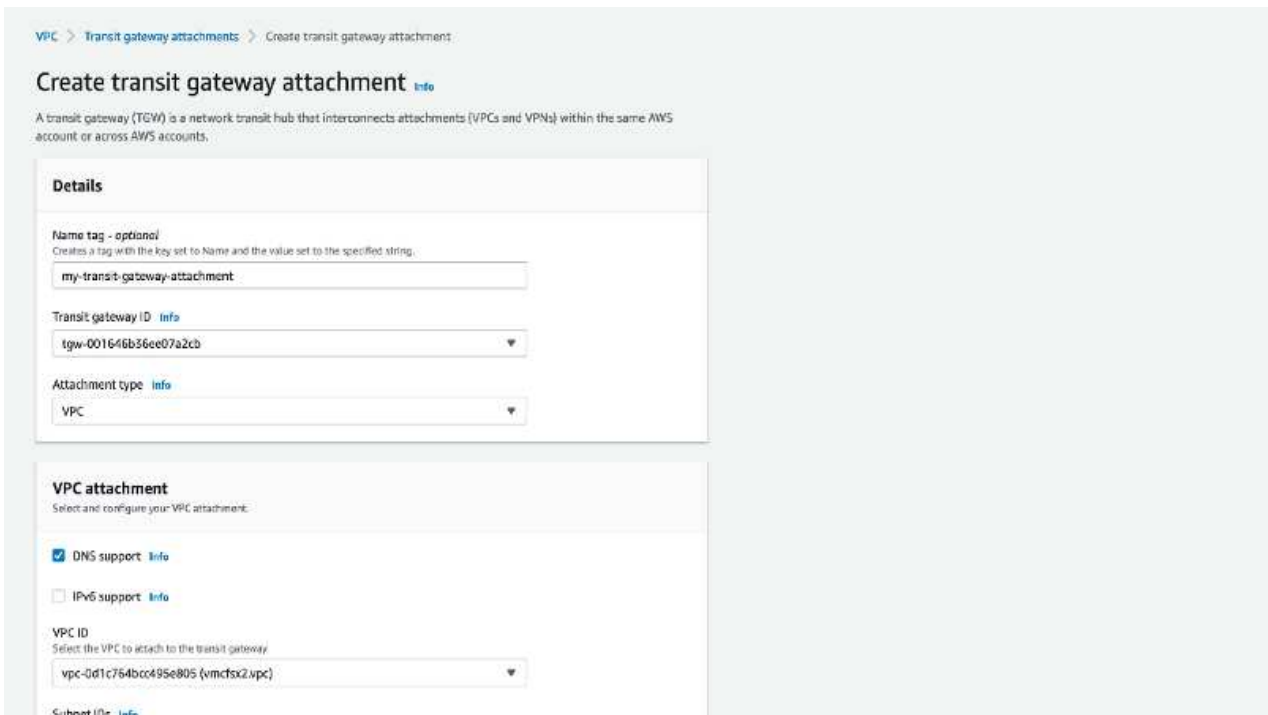 VPC > Transit gateway attachments > Create transit gateway attachment
Create transit gateway attachment Info
A transit gateway (TGW) is a network transit hub that interconnects attachments (VPCs and VPNs) within the same AWS
account or across AWS accounts.
Details
Name tag - optional
Creates a tag with the key set to Name and the value set to the specified string.
my-transit-gateway-attachment
Transit gateway ID Info
tgw-001646b36ee07a2cb
Attachment type Info
VPC
VPC attachment
Select and configure your VPC attachment.
DNS support Info
IPv6 support Info
VPC ID
Select the VPC to attach to the transit gateway.
vpc-0d1c764bcc495e805 (vmcfsx2.vpc)
Subnet IDs Info